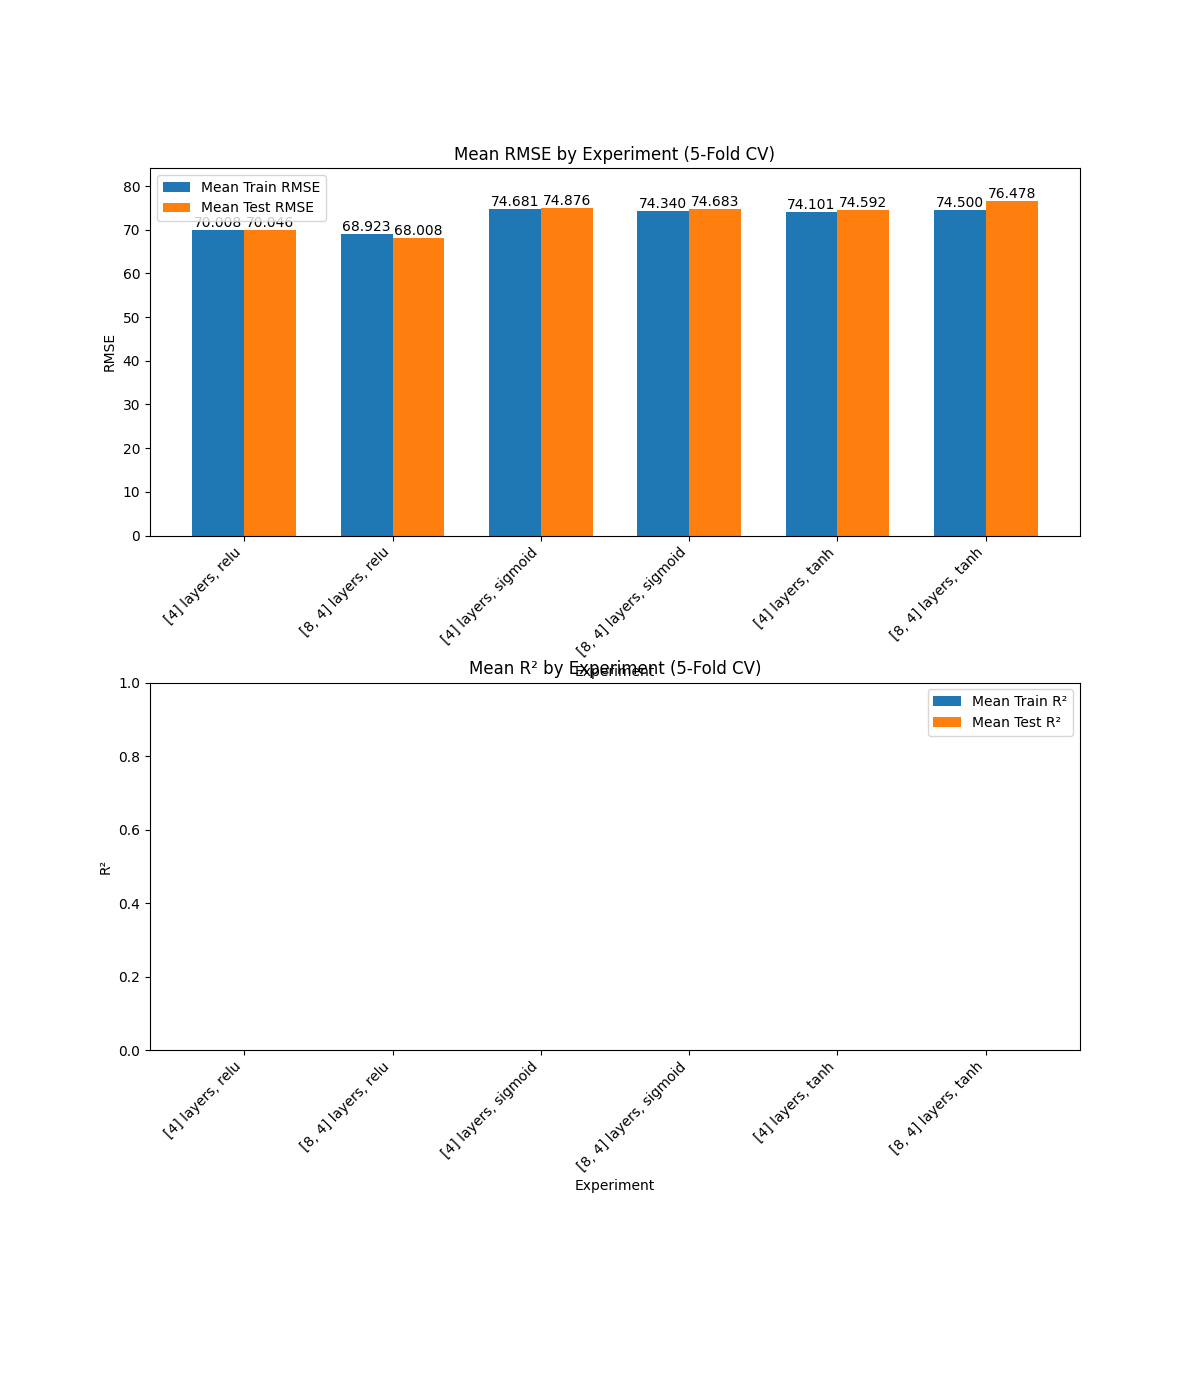 Mean RMSE by Experiment (5-Fold CV)
Mean Train RMSE
Mean Test RMSE
70.008 70.046
68.923 68.008
74.681 74.876
74.340 74.683
74.101 74.592
74.500 76.478
80
70
60
50
40
30
20
10
0
RMSE
[4] layers, relu
[8, 4] layers, relu
[4] layers, sigmoid
[8, 4] layers, sigmoid
[4] layers, tanh
[8, 4] layers, tanh
Experiment
Mean R² by Experiment (5-Fold CV)
Mean Train R²
Mean Test R²
1.0
0.8
0.6
0.4
0.2
0.0
R²
[4] layers, relu
[8, 4] layers, relu
[4] layers, sigmoid
[8, 4] layers, sigmoid
[4] layers, tanh
[8, 4] layers, tanh
Experiment